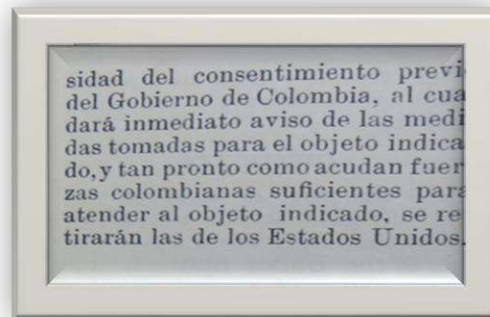 sidad del consentimiento previ
del Gobierno de Colombia, al cua
dará inmediato aviso de las medi
das tomadas para el objeto indica
do, y tan pronto como acudan fuer
zas colombianas suficientes para
atender al objeto indicado, se re
tirarán las de los Estados Unidos.